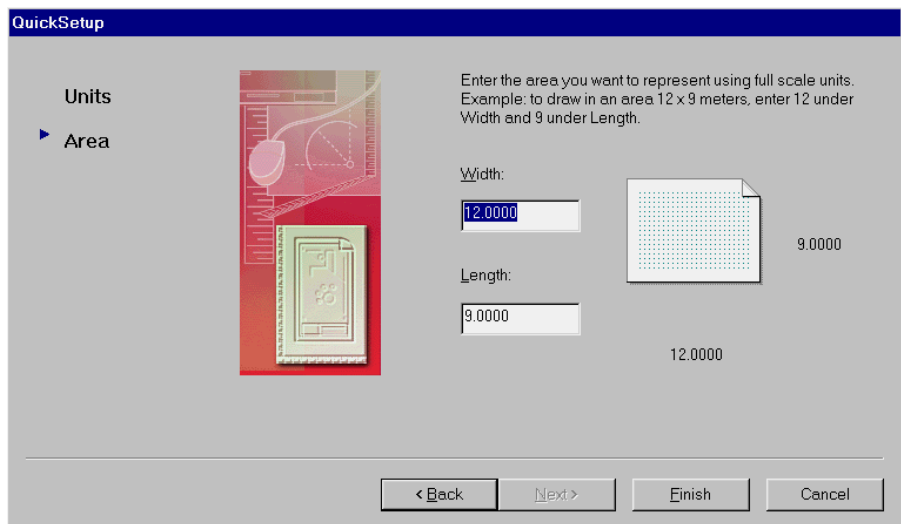 QuickSetup
Units
Area
Enter the area you want to represent using full scale units.
Example: to draw in an area 12 x 9 meters, enter 12 under
Width and 9 under Length.
Width:
12.0000
9.0000
Length:
9.0000
12.0000
< Back
Next >
Finish
Cancel